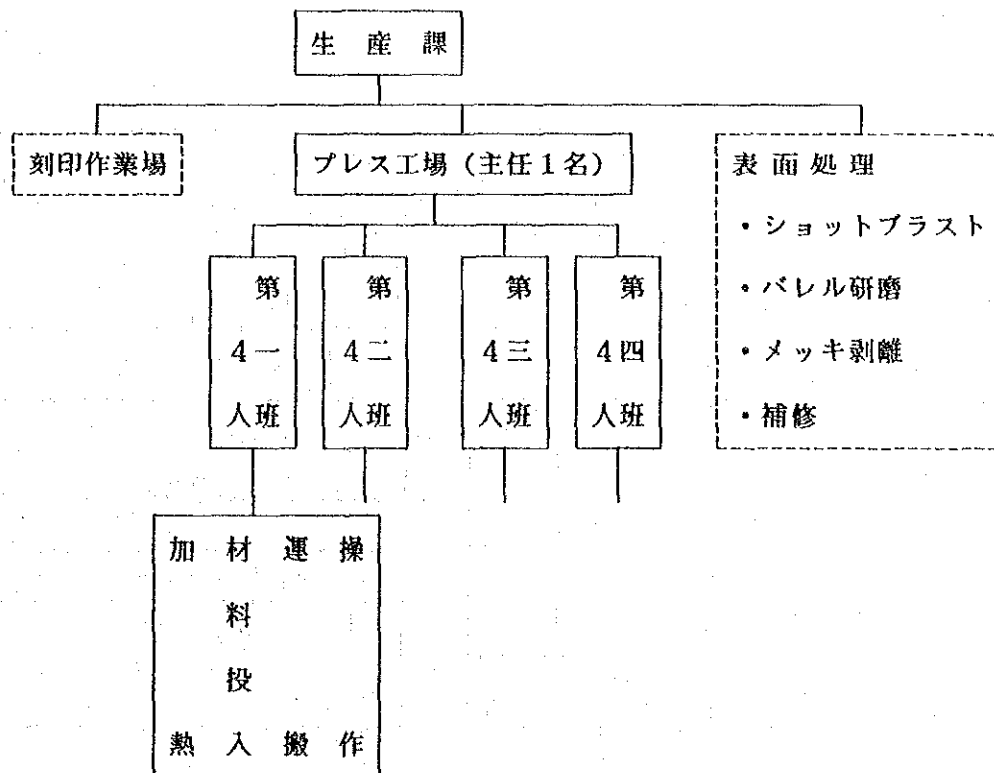 生産課
刻印作業場
プレス工場（主任１名）
表面処理
・ショットブラスト
・バレル研磨
・メッキ剥離
・補修
第一班
４人
第二班
４人
第三班
４人
第四班
４人
加熱
材料投入
運搬
操作